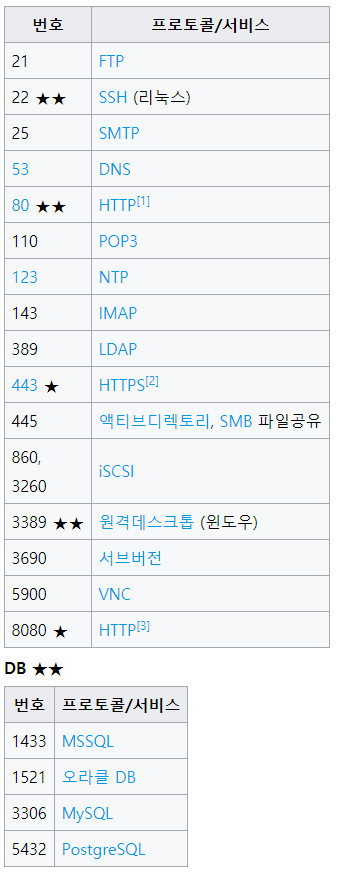 번호 프로토콜/서비스
21 FTP
22 ★★ SSH (리눅스)
25 SMTP
53 DNS
80 ★★ HTTP[1]
110 POP3
123 NTP
143 IMAP
389 LDAP
443 ★ HTTPS[2]
445 액티브디렉토리, SMB 파일공유
860,
3260 iSCSI
3389 ★★ 원격데스크톱 (윈도우)
3690 서브버전
5900 VNC
8080 ★ HTTP[3]
DB ★★
번호 프로토콜/서비스
1433 MSSQL
1521 오라클 DB
3306 MySQL
5432 PostgreSQL